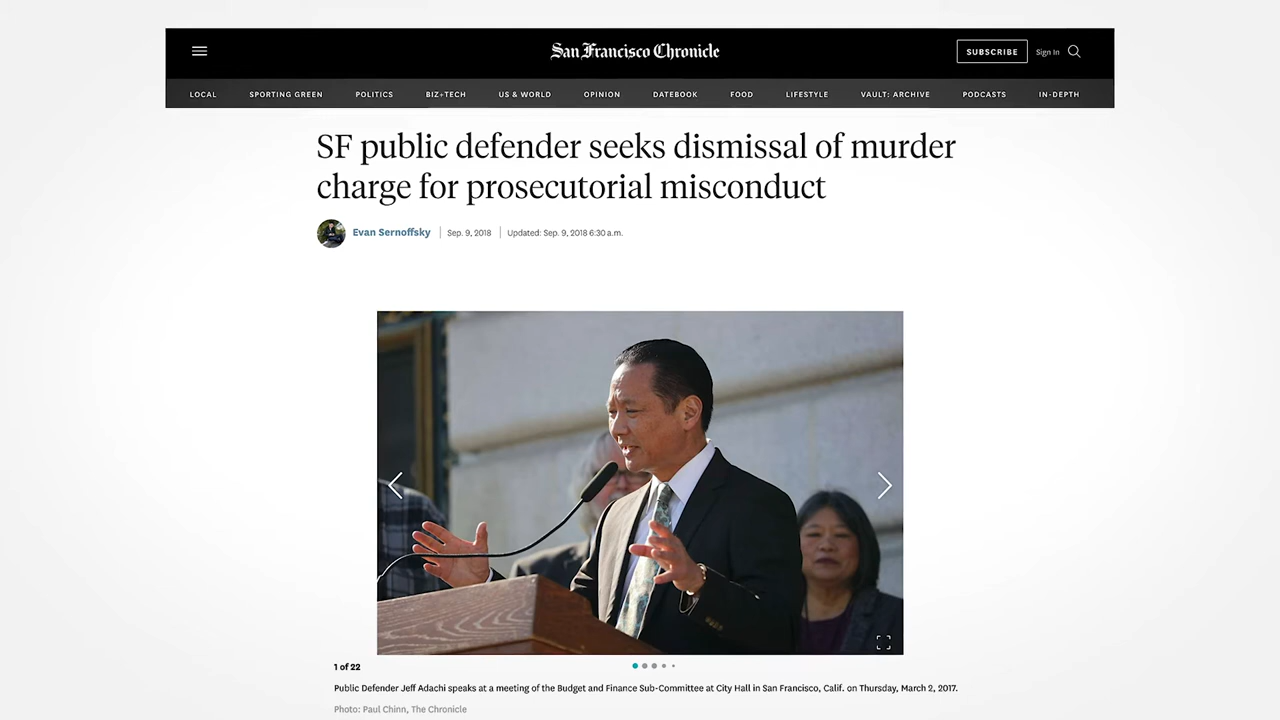 San Francisco Chronicle
SUBSCRIBE
Sign In
LOCAL SPORTING GREEN POLITICS BIZ+TECH US & WORLD OPINION DATEBOOK FOOD LIFESTYLE VAULT: ARCHIVE PODCASTS IN-DEPTH
SF public defender seeks dismissal of murder
charge for prosecutorial misconduct
Evan Sernoffsky | Sep. 9, 2018 | Updated: Sep. 9, 2018 6:30 a.m.
1 of 22
Public Defender Jeff Adachi speaks at a meeting of the Budget and Finance Sub-Committee at City Hall in San Francisco, Calif. on Thursday, March 2, 2017.
Photo: Paul Chinn, The Chronicle